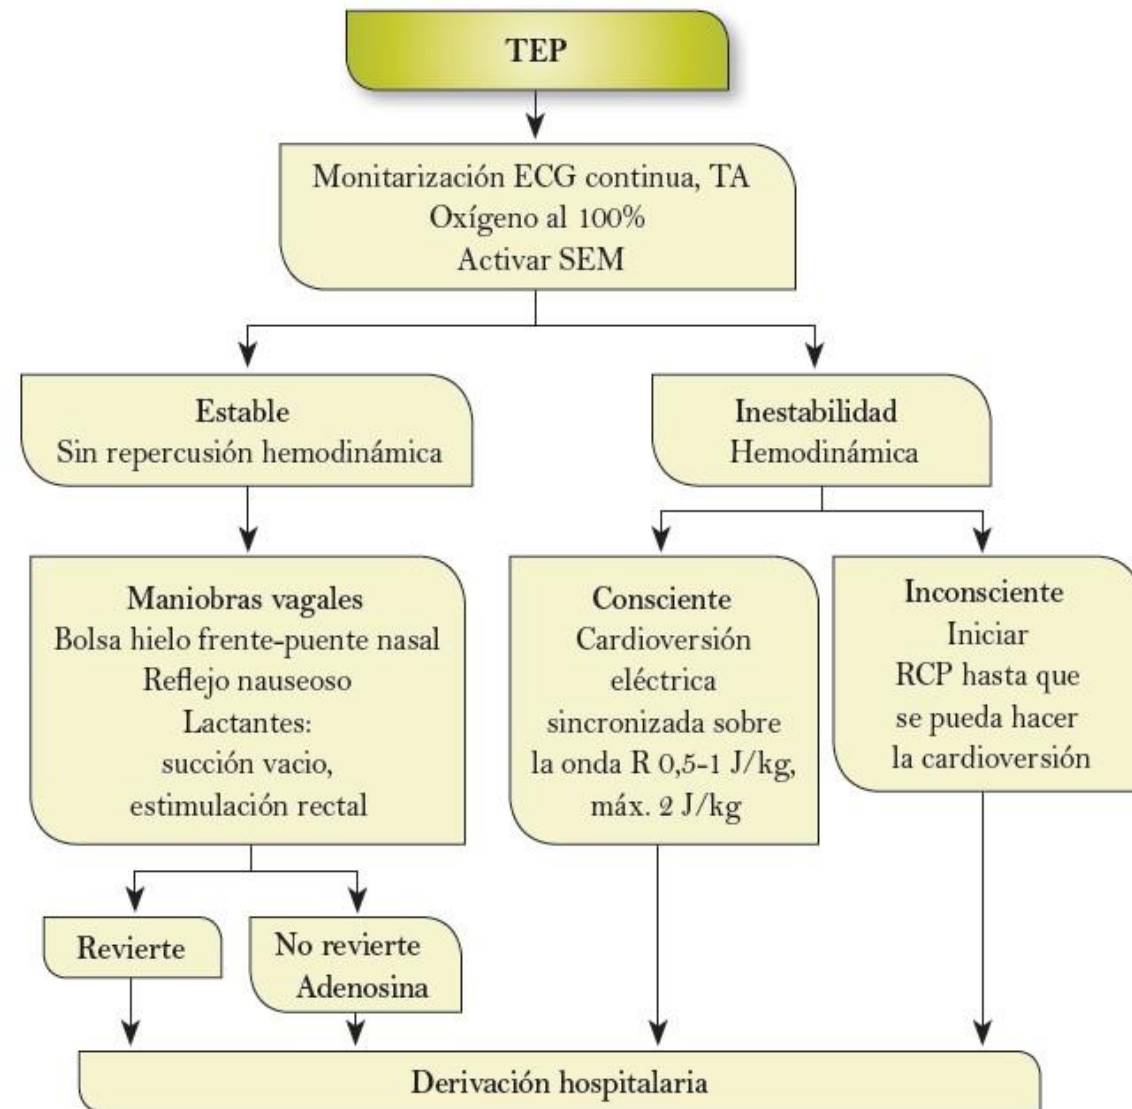 TEP
Monitarización ECG continua, TA
Oxígeno al 100%
Activar SEM
Estable
Sin repercusión hemodinámica
Inestabilidad
Hemodinámica
Maniobras vagales
Bolsa hielo frente-puente nasal
Reflejo nauseoso
Lactantes:
succión vacio,
estimulación rectal
Consciente
Cardioversión
eléctrica
sincronizada sobre
la onda R 0,5-1 J/kg,
máx. 2 J/kg
Inconsciente
Iniciar
RCP hasta que
se pueda hacer
la cardioversión
Revierte
No revierte
Adenosina
Derivación hospitalaria